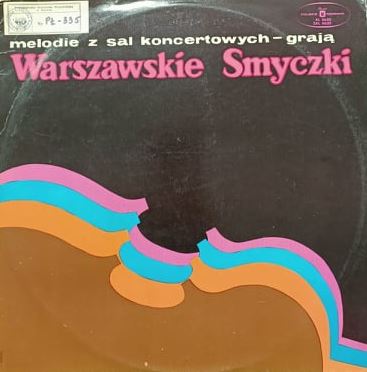 PŁ-335
melodie z sal koncertowych – grają
Warszawskie Smyczki